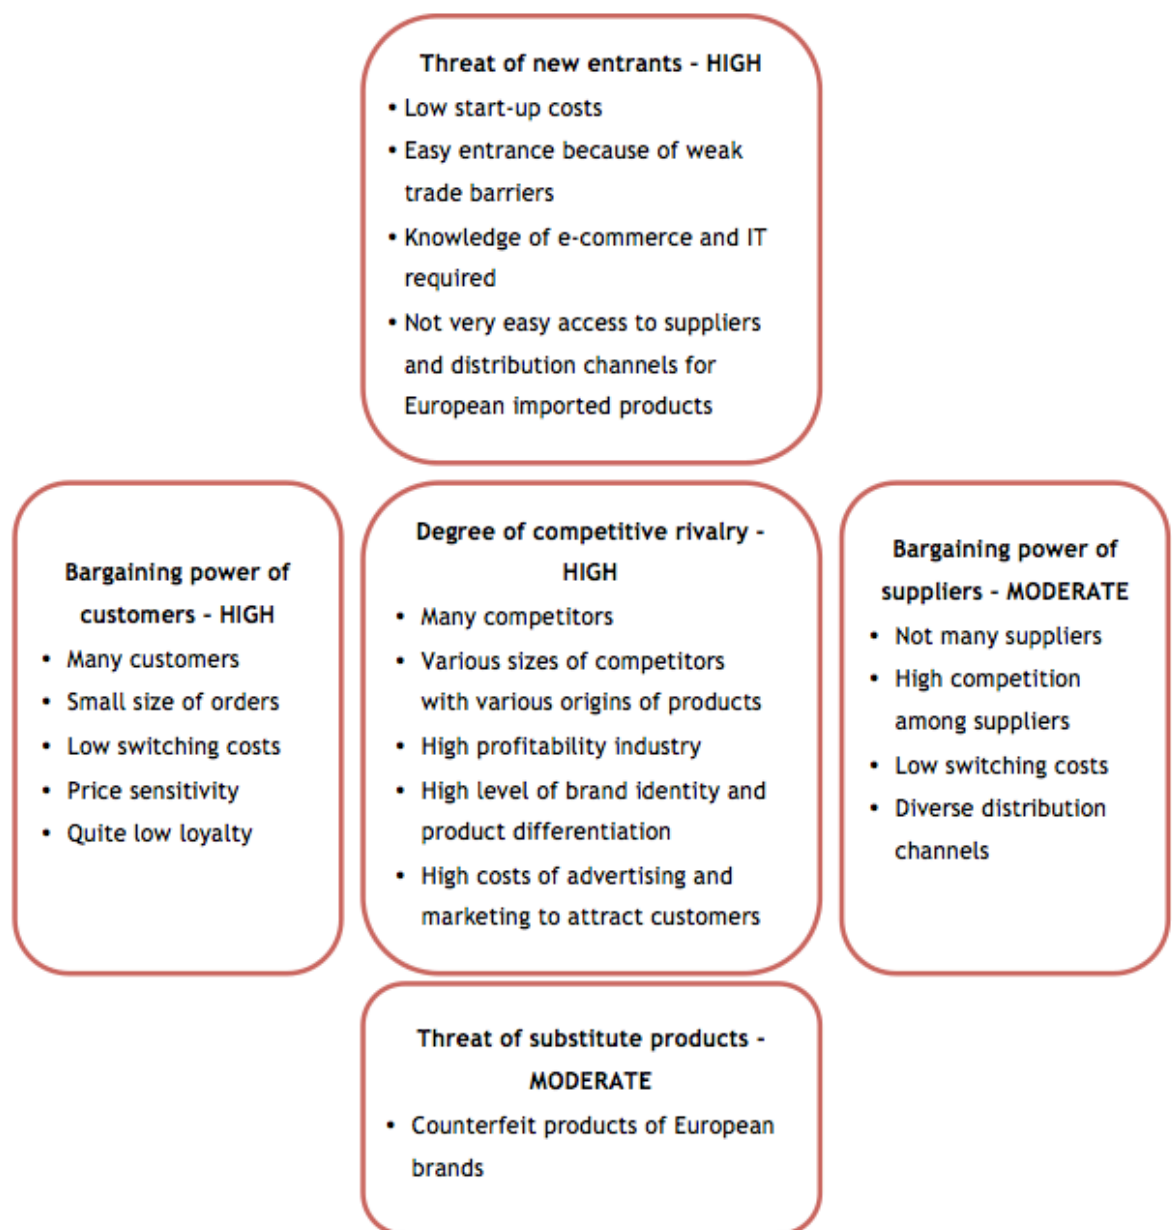 Threat of new entrants - HIGH
• Low start-up costs
• Easy entrance because of weak
trade barriers
• Knowledge of e-commerce and IT
required
• Not very easy access to suppliers
and distribution channels for
European imported products
Bargaining power of
customers - HIGH
• Many customers
• Small size of orders
• Low switching costs
• Price sensitivity
• Quite low loyalty
Degree of competitive rivalry -
HIGH
• Many competitors
• Various sizes of competitors
with various origins of products
• High profitability industry
• High level of brand identity and
product differentiation
• High costs of advertising and
marketing to attract customers
Bargaining power of
suppliers - MODERATE
• Not many suppliers
• High competition
among suppliers
• Low switching costs
• Diverse distribution
channels
Threat of substitute products -
MODERATE
• Counterfeit products of European
brands